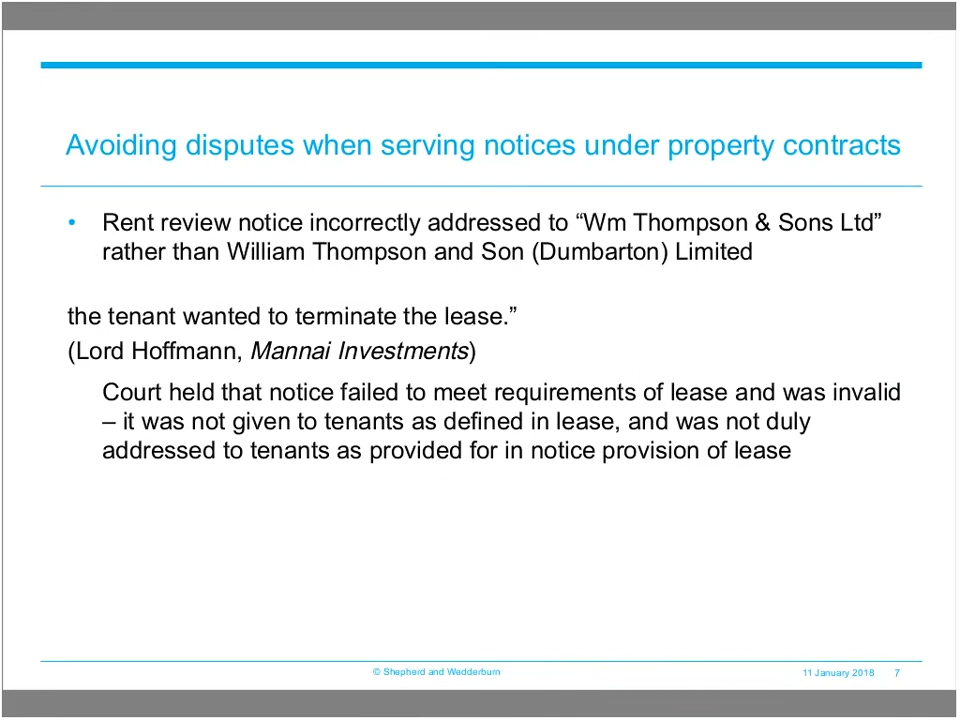 Avoiding disputes when serving notices under property contracts
• Rent review notice incorrectly addressed to “Wm Thompson & Sons Ltd”
rather than William Thompson and Son (Dumbarton) Limited
the tenant wanted to terminate the lease.”
(Lord Hoffmann, Mannai Investments)
Court held that notice failed to meet requirements of lease and was invalid
– it was not given to tenants as defined in lease, and was not duly
addressed to tenants as provided for in notice provision of lease
© Shepherd and Wedderburn
11 January 2018 7